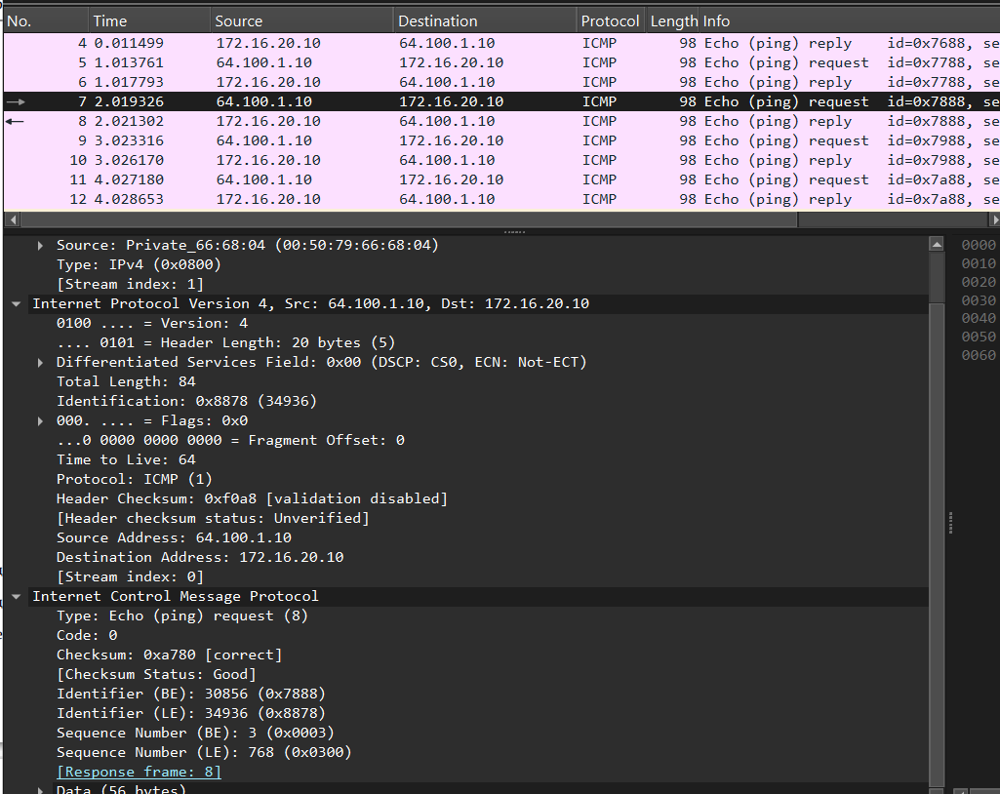 No. Time Source Destination Protocol Length Info
4 0.011499 172.16.20.10 64.100.1.10 ICMP 98 Echo (ping) reply id=0x7688, se
5 1.013761 64.100.1.10 172.16.20.10 ICMP 98 Echo (ping) request id=0x7788, se
6 1.017793 172.16.20.10 64.100.1.10 ICMP 98 Echo (ping) reply id=0x7788, se
7 2.019326 64.100.1.10 172.16.20.10 ICMP 98 Echo (ping) request id=0x7888, se
8 2.021302 172.16.20.10 64.100.1.10 ICMP 98 Echo (ping) reply id=0x7888, se
9 3.023316 64.100.1.10 172.16.20.10 ICMP 98 Echo (ping) request id=0x7988, se
10 3.026170 172.16.20.10 64.100.1.10 ICMP 98 Echo (ping) reply id=0x7988, se
11 4.027180 64.100.1.10 172.16.20.10 ICMP 98 Echo (ping) request id=0x7a88, se
12 4.028653 172.16.20.10 64.100.1.10 ICMP 98 Echo (ping) reply id=0x7a88, se
Source: Private_66:68:04 (00:50:79:66:68:04)
Type: IPv4 (0x0800)
[Stream index: 1]
Internet Protocol Version 4, Src: 64.100.1.10, Dst: 172.16.20.10
0100 .... = Version: 4
.... 0101 = Header Length: 20 bytes (5)
Differentiated Services Field: 0x00 (DSCP: CS0, ECN: Not-ECT)
Total Length: 84
Identification: 0x8878 (34936)
000. .... = Flags: 0x0
...0 0000 0000 0000 = Fragment Offset: 0
Time to Live: 64
Protocol: ICMP (1)
Header Checksum: 0xf0a8 [validation disabled]
[Header checksum status: Unverified]
Source Address: 64.100.1.10
Destination Address: 172.16.20.10
[Stream index: 0]
Internet Control Message Protocol
Type: Echo (ping) request (8)
Code: 0
Checksum: 0xa780 [correct]
[Checksum Status: Good]
Identifier (BE): 30856 (0x7888)
Identifier (LE): 34936 (0x8878)
Sequence Number (BE): 3 (0x0003)
Sequence Number (LE): 768 (0x0300)
[Response frame: 8]
Data (56 bytes)
0000
0010
0020
0030
0040
0050
0060